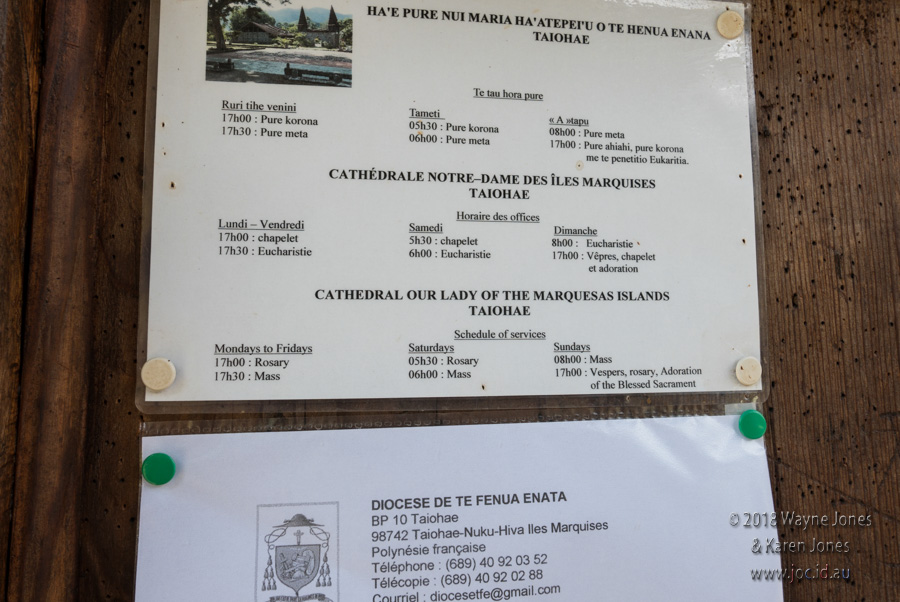 HA'E PURE NUI MARIA HA'ATEPEI'U O TE HENUA ENANA
TAIOHAE
Te tau hora pure
Ruri tihe venini
17h00 : Pure korona
17h30 : Pure meta
Tameti
05h30 : Pure korona
06h00 : Pure meta
« A »tapu
08h00 : Pure meta
17h00 : Pure ahiahi, pure korona
me te penetitio Eukaritia.
CATHÉDRALE NOTRE–DAME DES ÎLES MARQUISES
TAIOHAE
Horaire des offices
Lundi – Vendredi
17h00 : chapelet
17h30 : Eucharistie
Samedi
5h30 : chapelet
6h00 : Eucharistie
Dimanche
8h00 : Eucharistie
17h00 : Vêpres, chapelet
et adoration
CATHEDRAL OUR LADY OF THE MARQUESAS ISLANDS
TAIOHAE
Schedule of services
Mondays to Fridays
17h00 : Rosary
17h30 : Mass
Saturdays
05h30 : Rosary
06h00 : Mass
Sundays
08h00 : Mass
17h00 : Vespers, rosary, Adoration
of the Blessed Sacrament
DIOCESE DE TE FENUA ENATA
BP 10 Taiohae
98742 Taiohae-Nuku-Hiva Iles Marquises
Polynésie française
Téléphone : (689) 40 92 03 52
Télécopie : (689) 40 92 02 88
Courriel : diocesetfe@gmail.com
© 2018 Wayne Jones
& Karen Jones
www.joc.id.au